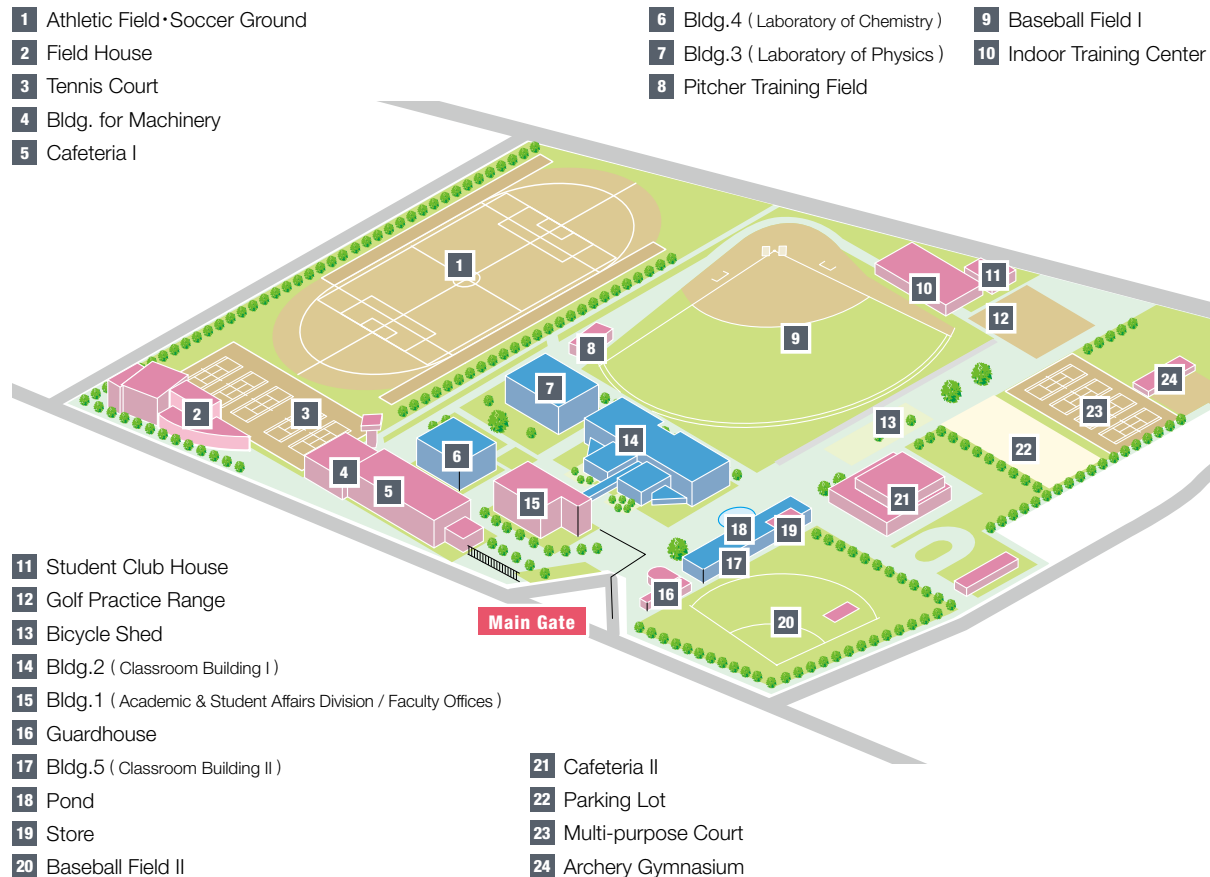 1 Athletic Field・Soccer Ground
2 Field House
3 Tennis Court
4 Bldg. for Machinery
5 Cafeteria I
6 Bldg.4 ( Laboratory of Chemistry )
7 Bldg.3 ( Laboratory of Physics )
8 Pitcher Training Field
9 Baseball Field I
10 Indoor Training Center
1
11
10
12
9
8
24
7
23
2
3
13
14
22
6
4
5
21
15
18
19
17
16
Main Gate
20
11 Student Club House
12 Golf Practice Range
13 Bicycle Shed
14 Bldg.2 ( Classroom Building I )
15 Bldg.1 ( Academic & Student Affairs Division / Faculty Offices )
16 Guardhouse
17 Bldg.5 ( Classroom Building II )
18 Pond
19 Store
20 Baseball Field II
21 Cafeteria II
22 Parking Lot
23 Multi-purpose Court
24 Archery Gymnasium